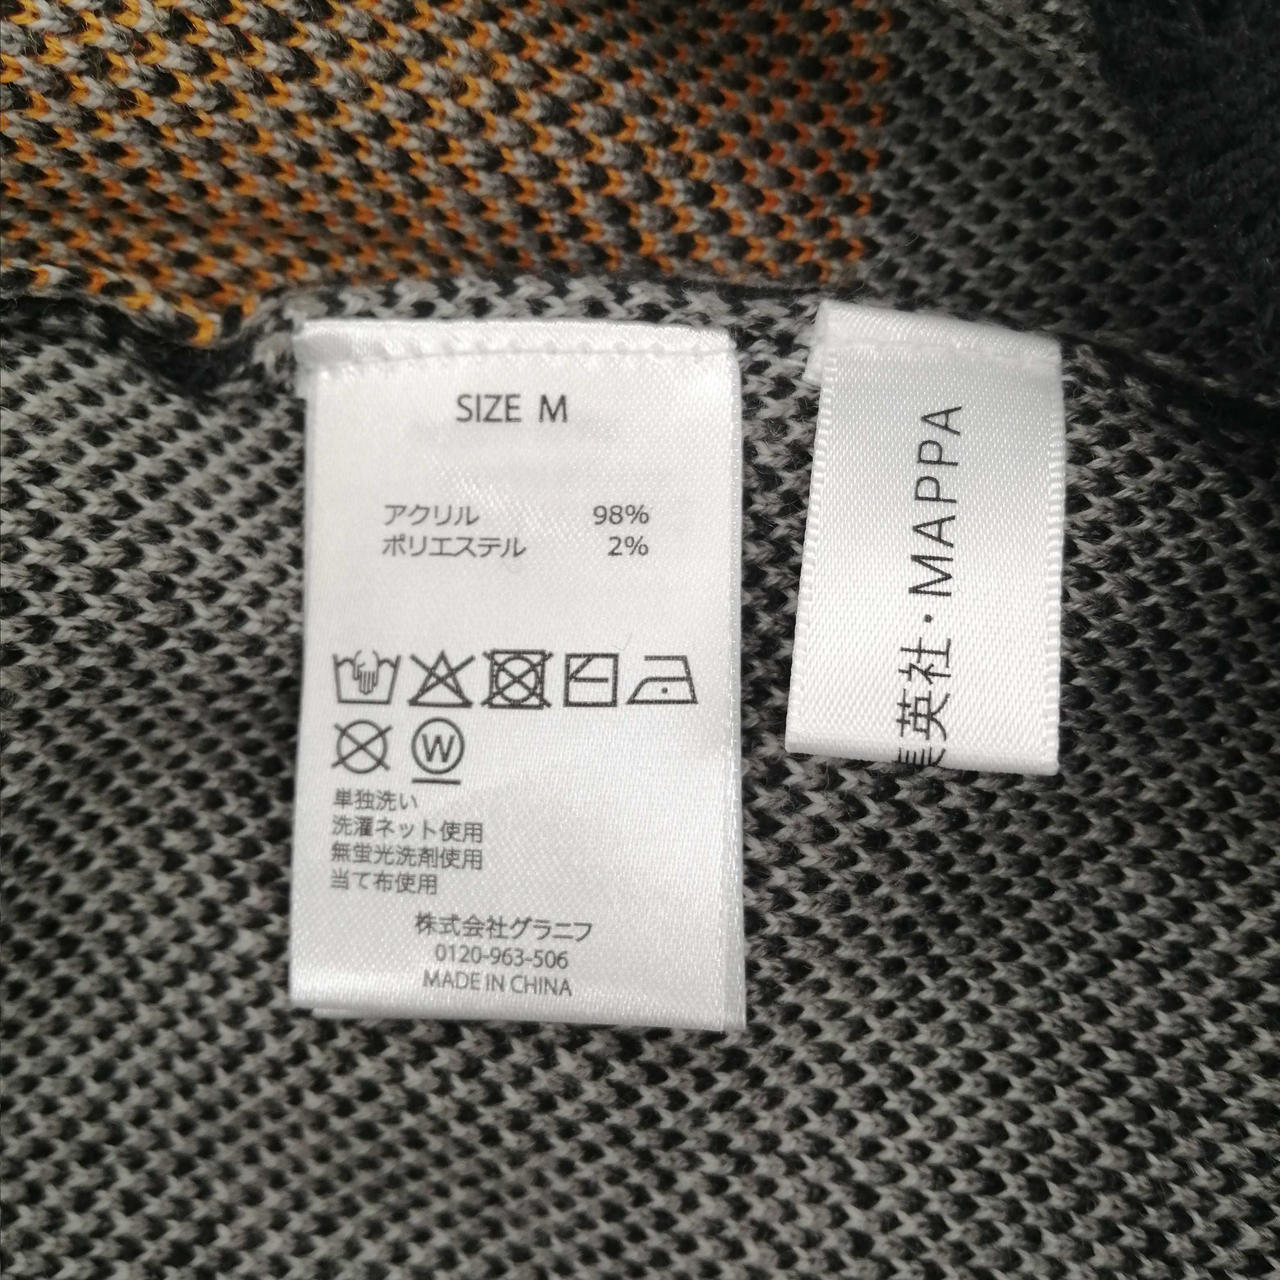 SIZE M
アクリル 98%
ポリエステル 2%
W
単独洗い
洗濯ネット使用
無蛍光洗剤使用
当て布使用
株式会社グラニフ
0120-963-506
MADE IN CHINA
英社・MAPPA